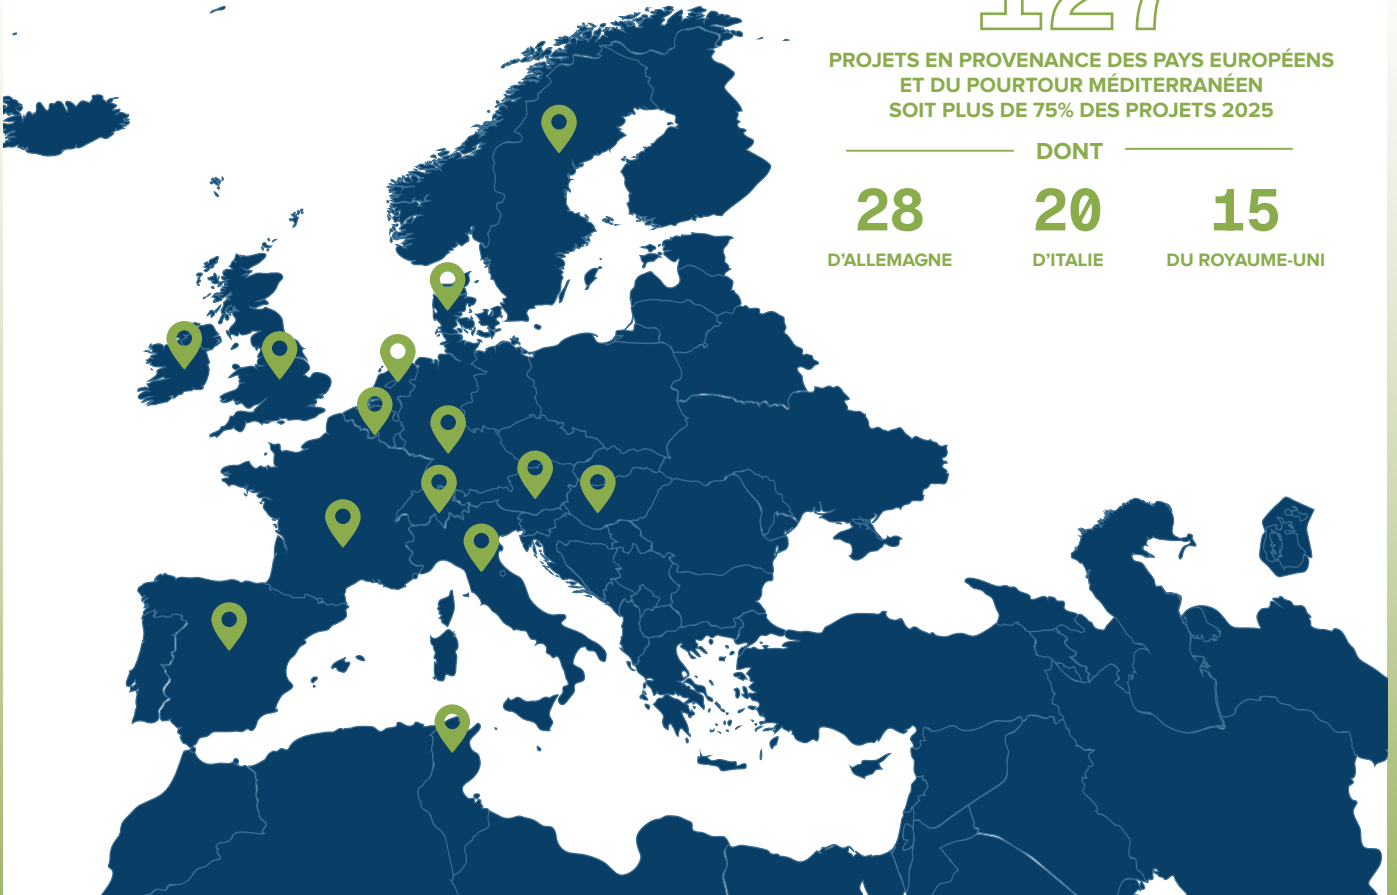 127
PROJETS EN PROVENANCE DES PAYS EUROPÉENS
ET DU POURTOUR MÉDITERRANÉEN
SOIT PLUS DE 75% DES PROJETS 2025
DONT
28 20 15
D’ALLEMAGNE D’ITALIE DU ROYAUME-UNI